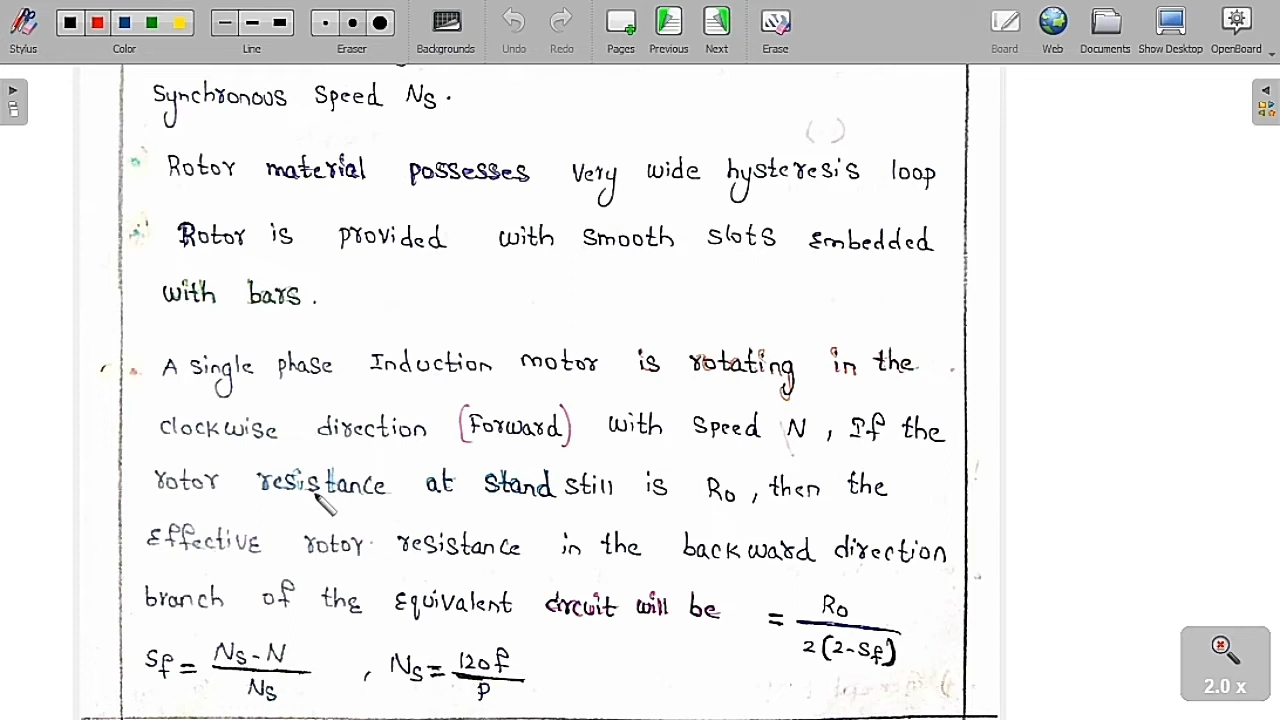 Stylus Color Line Eraser Backgrounds Undo Redo Pages Previous Next Erase Board Web Documents Show Desktop OpenBoard
Synchronous Speed Ns.
Rotor material possesses very wide hysteresis loop
Rotor is provided with smooth slots embedded
with bars.
A single phase Induction motor is rotating in the
clockwise direction (Forward) with speed N, If the
rotor resistance at stand still is R₀, then the
effective rotor resistance in the backward direction
branch of the equivalent circuit will be = R₀ / 2(2-Sf)
Sf = Ns-N / Ns , Ns = 120f / P
2.0 x